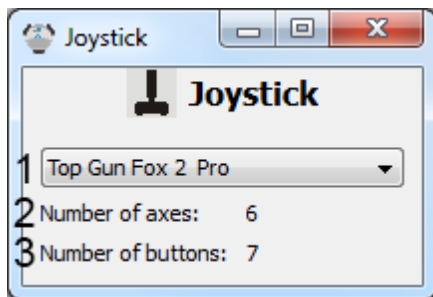 Joystick
Joystick
1 Top Gun Fox 2 Pro
2 Number of axes: 6
3 Number of buttons: 7